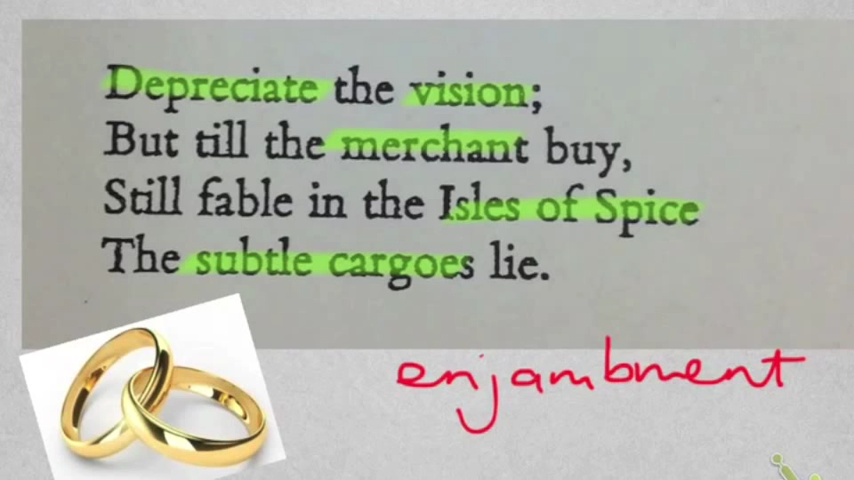 Depreciate the vision;
But till the merchant buy,
Still fable in the Isles of Spice
The subtle cargoes lie.
enjambment